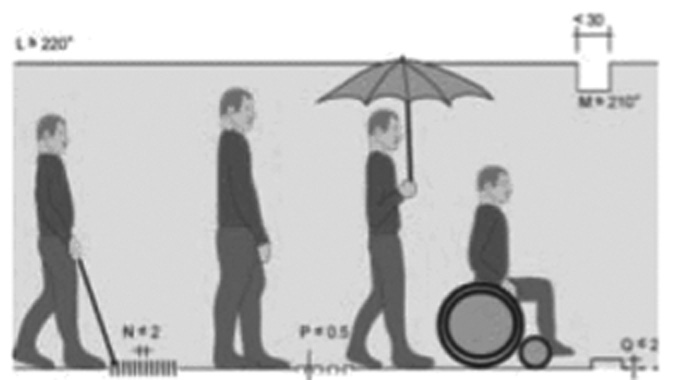 < 30
L ≥ 220"
M ≥ 210"
N ≤ 2
P ≤ 0.5
Q ≤ 2